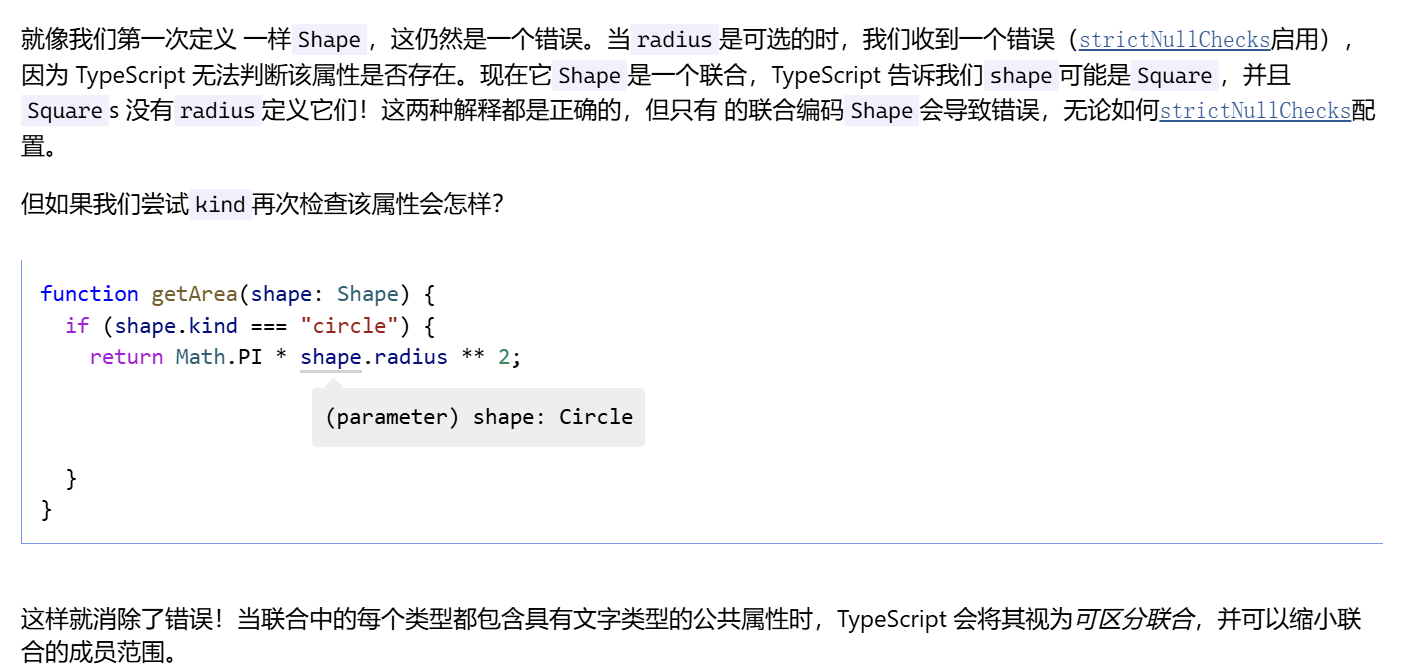 就像我们第一次定义 一样 Shape ，这仍然是一个错误。当 radius 是可选的时，我们收到一个错误（strictNullChecks启用），
因为 TypeScript 无法判断该属性是否存在。现在它 Shape 是一个联合，TypeScript 告诉我们 shape 可能是 Square ，并且
Square s 没有 radius 定义它们！这两种解释都是正确的，但只有 的联合编码 Shape 会导致错误，无论如何strictNullChecks配
置。
但如果我们尝试 kind 再次检查该属性会怎样？
function getArea(shape: Shape) {
  if (shape.kind === "circle") {
    return Math.PI * shape.radius ** 2;
(parameter) shape: Circle
  }
}
这样就消除了错误！当联合中的每个类型都包含具有文字类型的公共属性时，TypeScript 会将其视为可区分联合，并可以缩小联
合的成员范围。